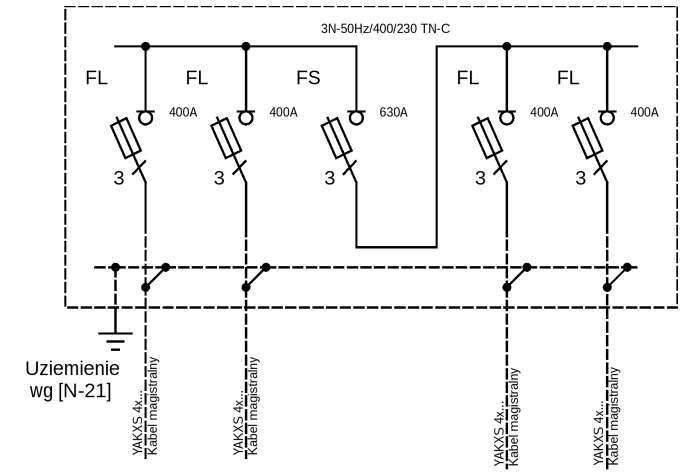 3N-50Hz/400/230 TN-C
FL
FL
FS
FL
FL
400A
400A
630A
400A
400A
3
3
3
3
3
Uziemienie
wg [N-21]
YAKXS 4x...
Kabel magistralny
YAKXS 4x...
Kabel magistralny
YAKXS 4x...
Kabel magistralny
YAKXS 4x...
Kabel magistralny